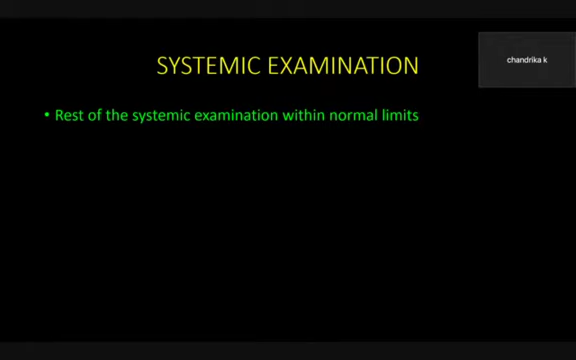 SYSTEMIC EXAMINATION
chandrika k
• Rest of the systemic examination within normal limits